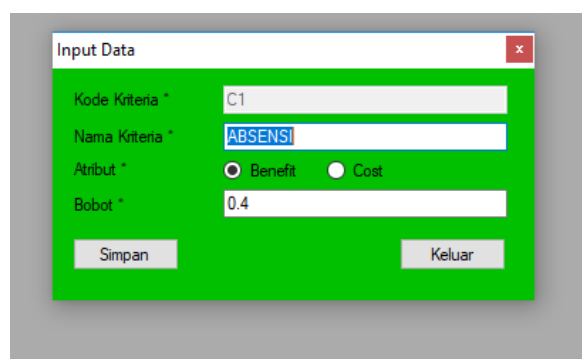 Input Data x
Kode Kriteria * C1
Nama Kriteria * ABSENSI
Atribut * Benefit Cost
Bobot * 0.4
Simpan Keluar